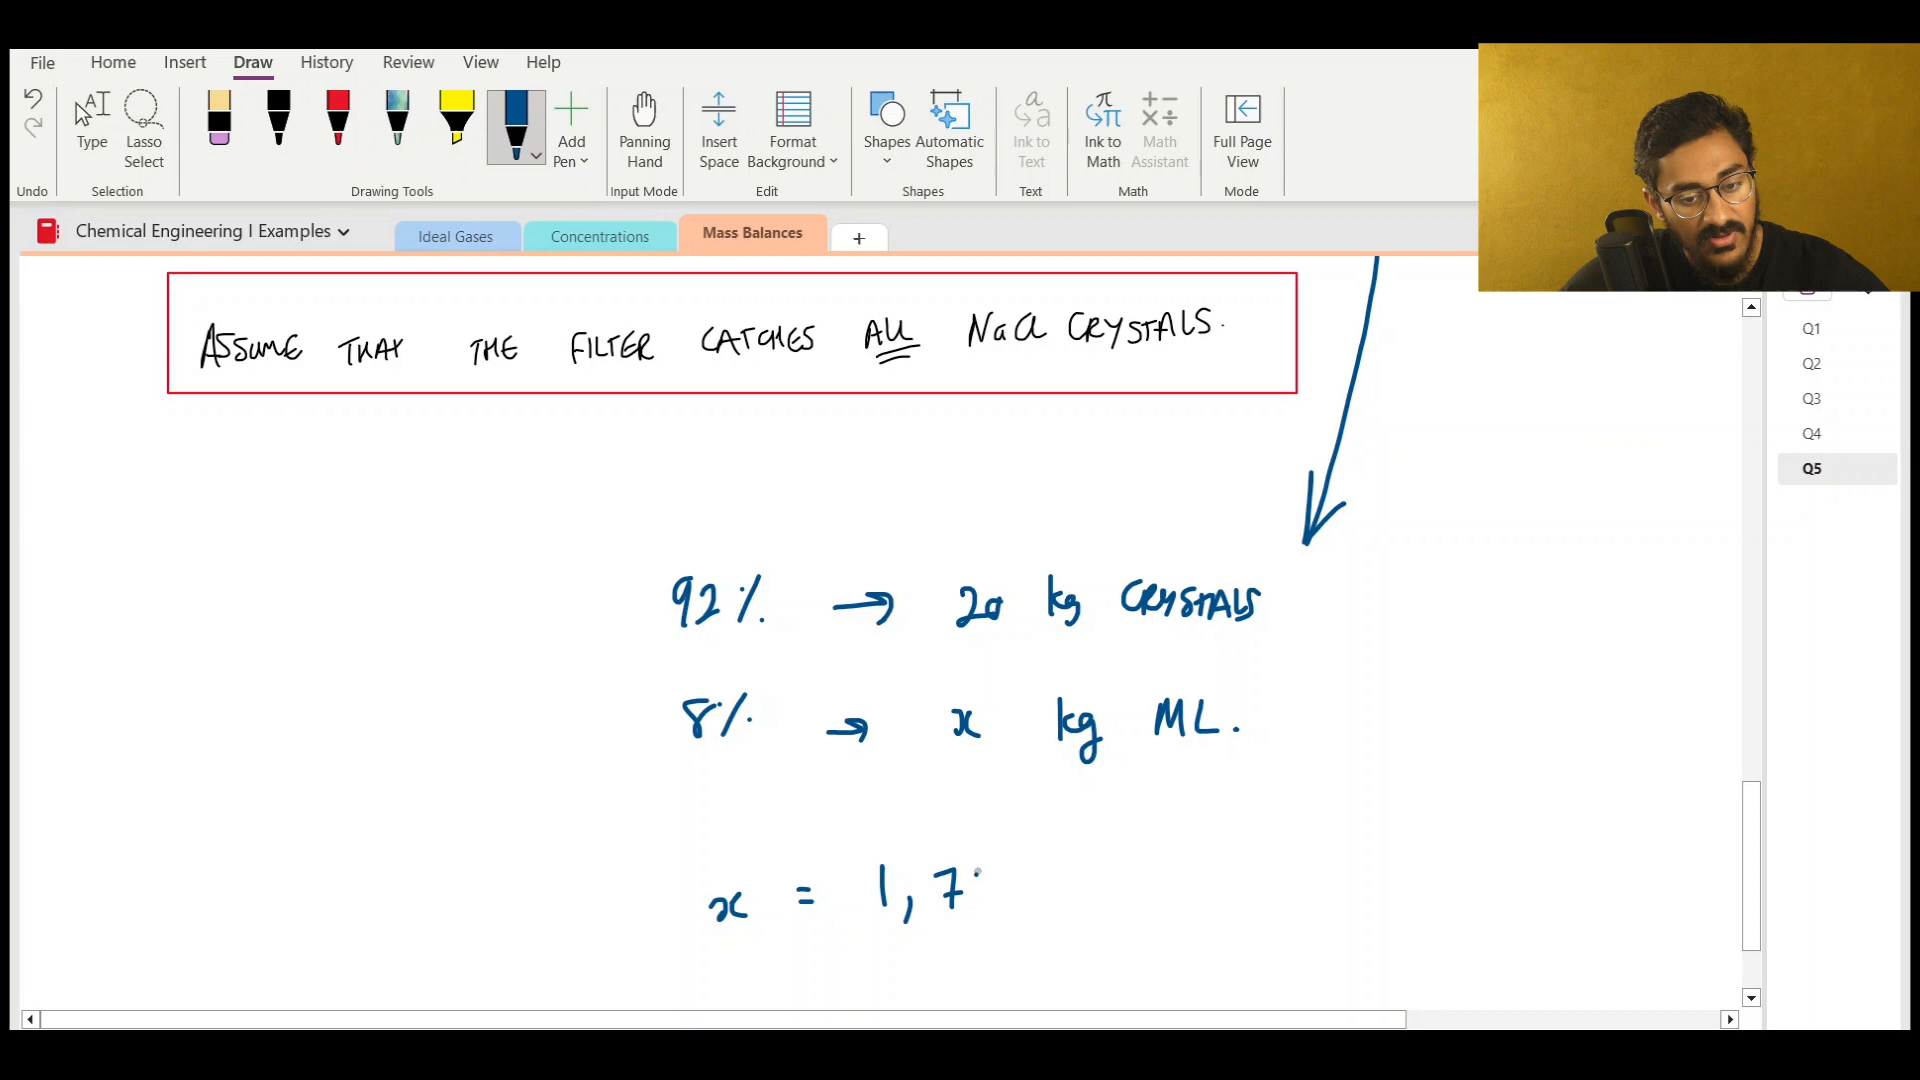 File Home Insert Draw History Review View Help
Type
Lasso Select
Add Pen
Panning Hand
Insert Space
Format Background
Shapes
Automatic Shapes
Ink to Text
Ink to Math
Math Assistant
Full Page View
Undo Selection Drawing Tools Input Mode Edit Shapes Text Math Mode
Chemical Engineering I Examples Ideal Gases Concentrations Mass Balances +
ASSUME THAT THE FILTER CATCHES ALL NaCl CRYSTALS.
92% → 20 kg CRYSTALS
8% → x kg ML.
x = 1,7
Q1
Q2
Q3
Q4
Q5